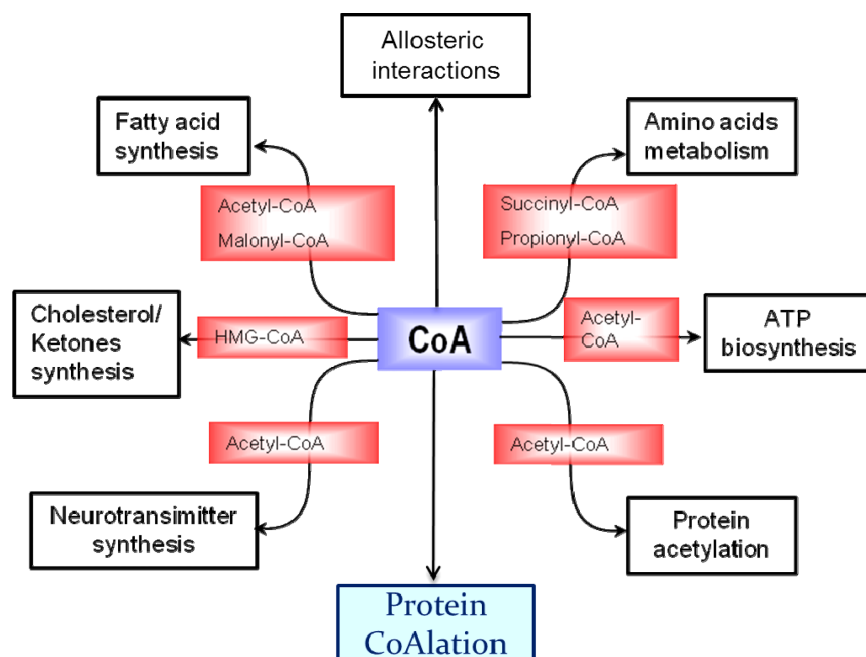 Allosteric
interactions
Fatty acid
synthesis
Amino acids
metabolism
Acetyl-CoA
Malonyl-CoA
Succinyl-CoA
Propionyl-CoA
Cholesterol/
Ketones
synthesis
HMG-CoA
CoA
Acetyl-
CoA
ATP
biosynthesis
Acetyl-CoA
Acetyl-CoA
Neurotransimitter
synthesis
Protein
acetylation
Protein
CoAlation